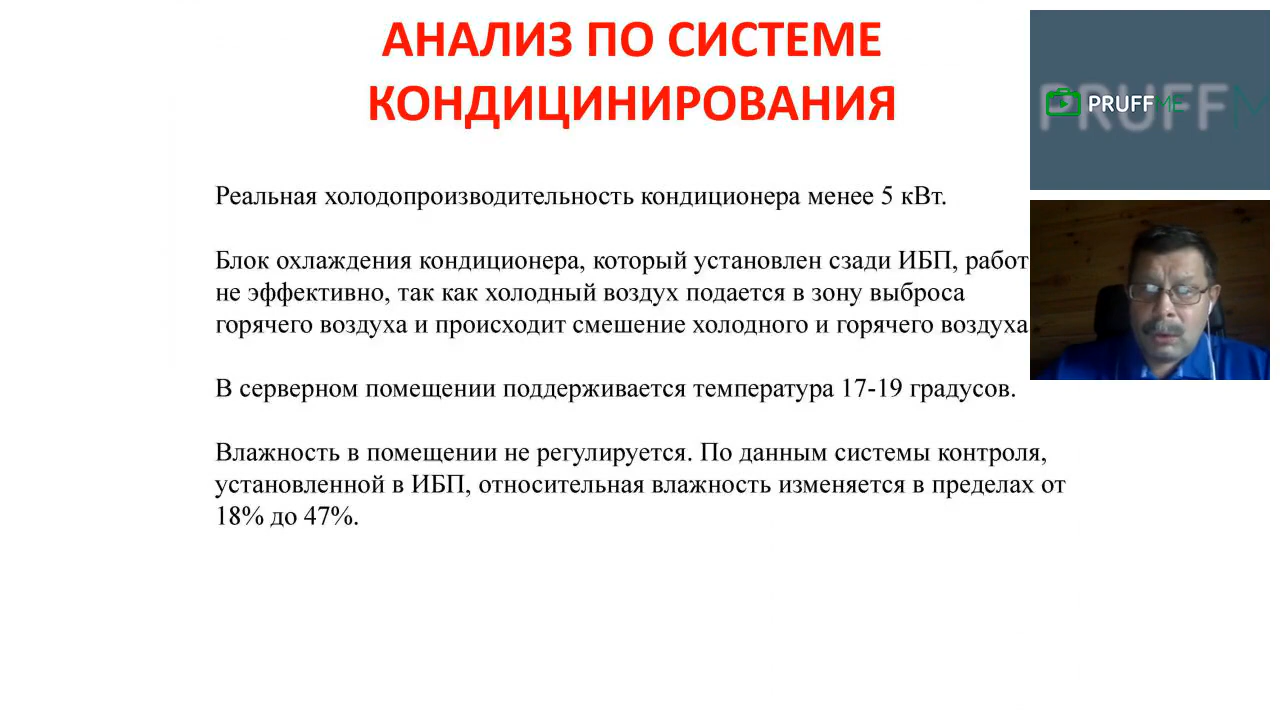 АНАЛИЗ ПО СИСТЕМЕ
КОНДИЦИНИРОВАНИЯ
Реальная холодопроизводительность кондиционера менее 5 кВт.
Блок охлаждения кондиционера, который установлен сзади ИБП, работ
не эффективно, так как холодный воздух подается в зону выброса
горячего воздуха и происходит смешение холодного и горячего воздуха
В серверном помещении поддерживается температура 17-19 градусов.
Влажность в помещении не регулируется. По данным системы контроля,
установленной в ИБП, относительная влажность изменяется в пределах от
18% до 47%.
PRUFFME
PRUFFM